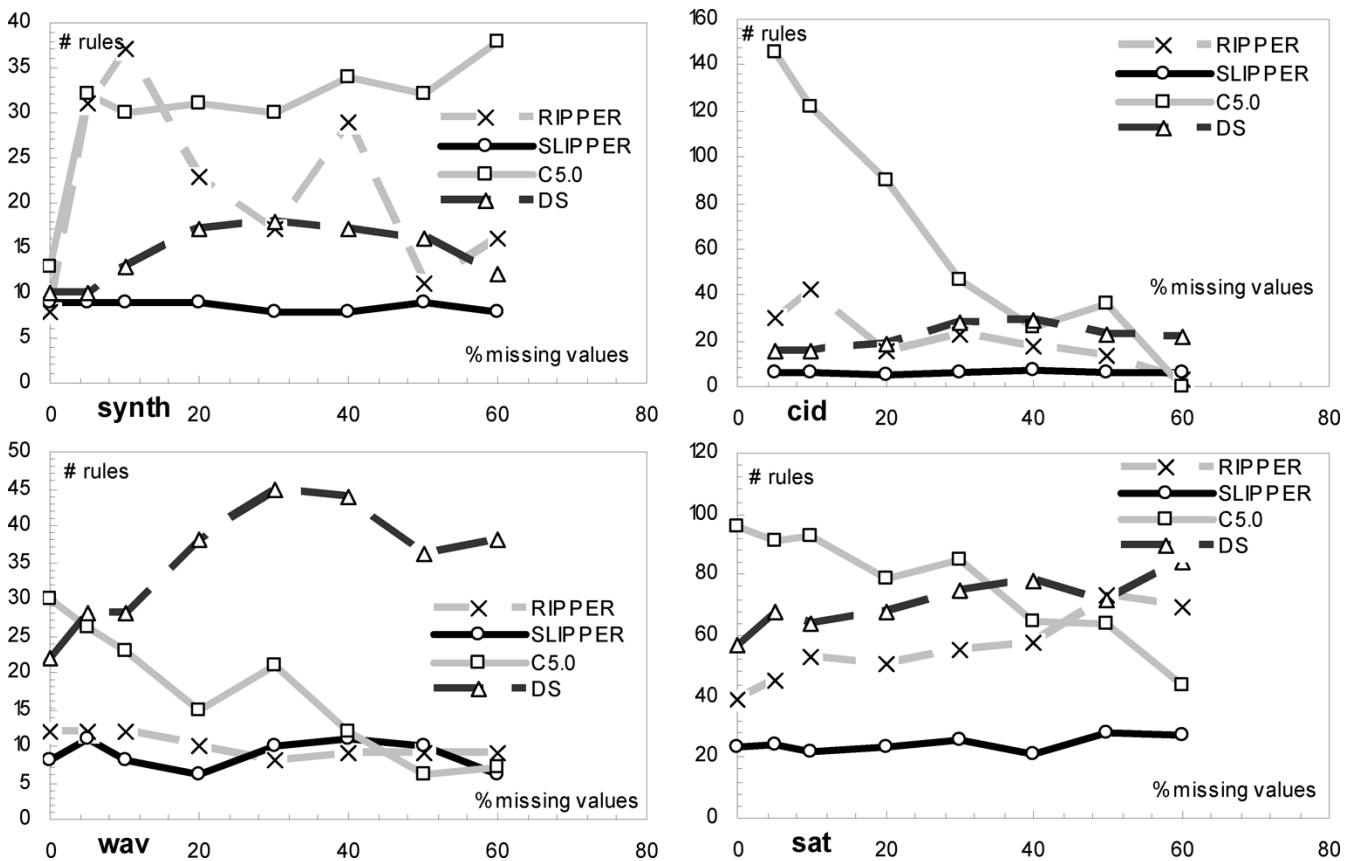 40
# rules
35
30
25
20
15
10
5
0
RIPPER
SLIPPER
C5.0
DS
% missing values
0 20 40 60 80
synth
160
# rules
140
120
100
80
60
40
20
0
RIPPER
SLIPPER
C5.0
DS
% missing values
0 20 40 60 80
cid
50
# rules
45
40
35
30
25
20
15
10
5
0
RIPPER
SLIPPER
C5.0
DS
% missing values
0 20 40 60 80
wav
120
# rules
100
80
60
40
20
0
RIPPER
SLIPPER
C5.0
DS
% missing values
0 20 40 60 80
sat